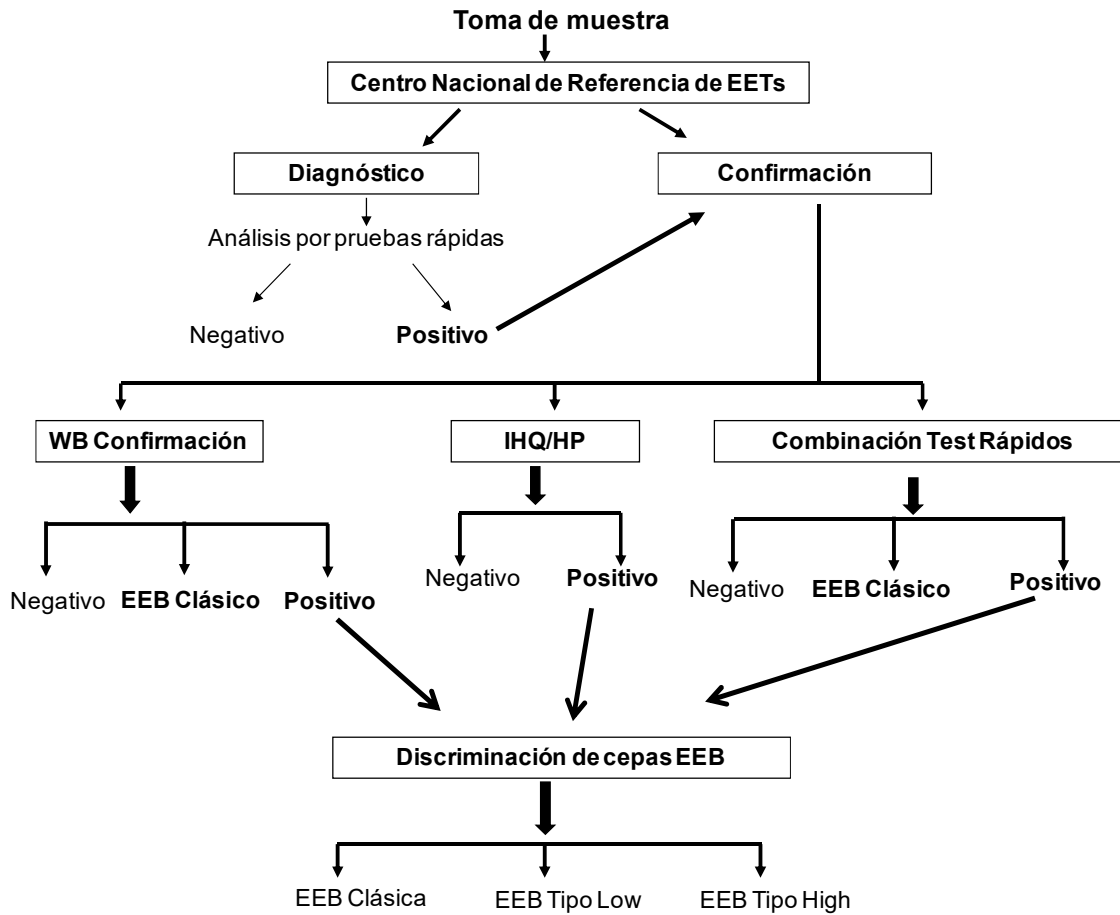 Toma de muestra
Centro Nacional de Referencia de EETs
Diagnóstico
Confirmación
Análisis por pruebas rápidas
Negativo
Positivo
WB Confirmación
IHQ/HP
Combinación Test Rápidos
Negativo
EEB Clásico
Positivo
Negativo
Positivo
Negativo
EEB Clásico
Positivo
Discriminación de cepas EEB
EEB Clásica
EEB Tipo Low
EEB Tipo High